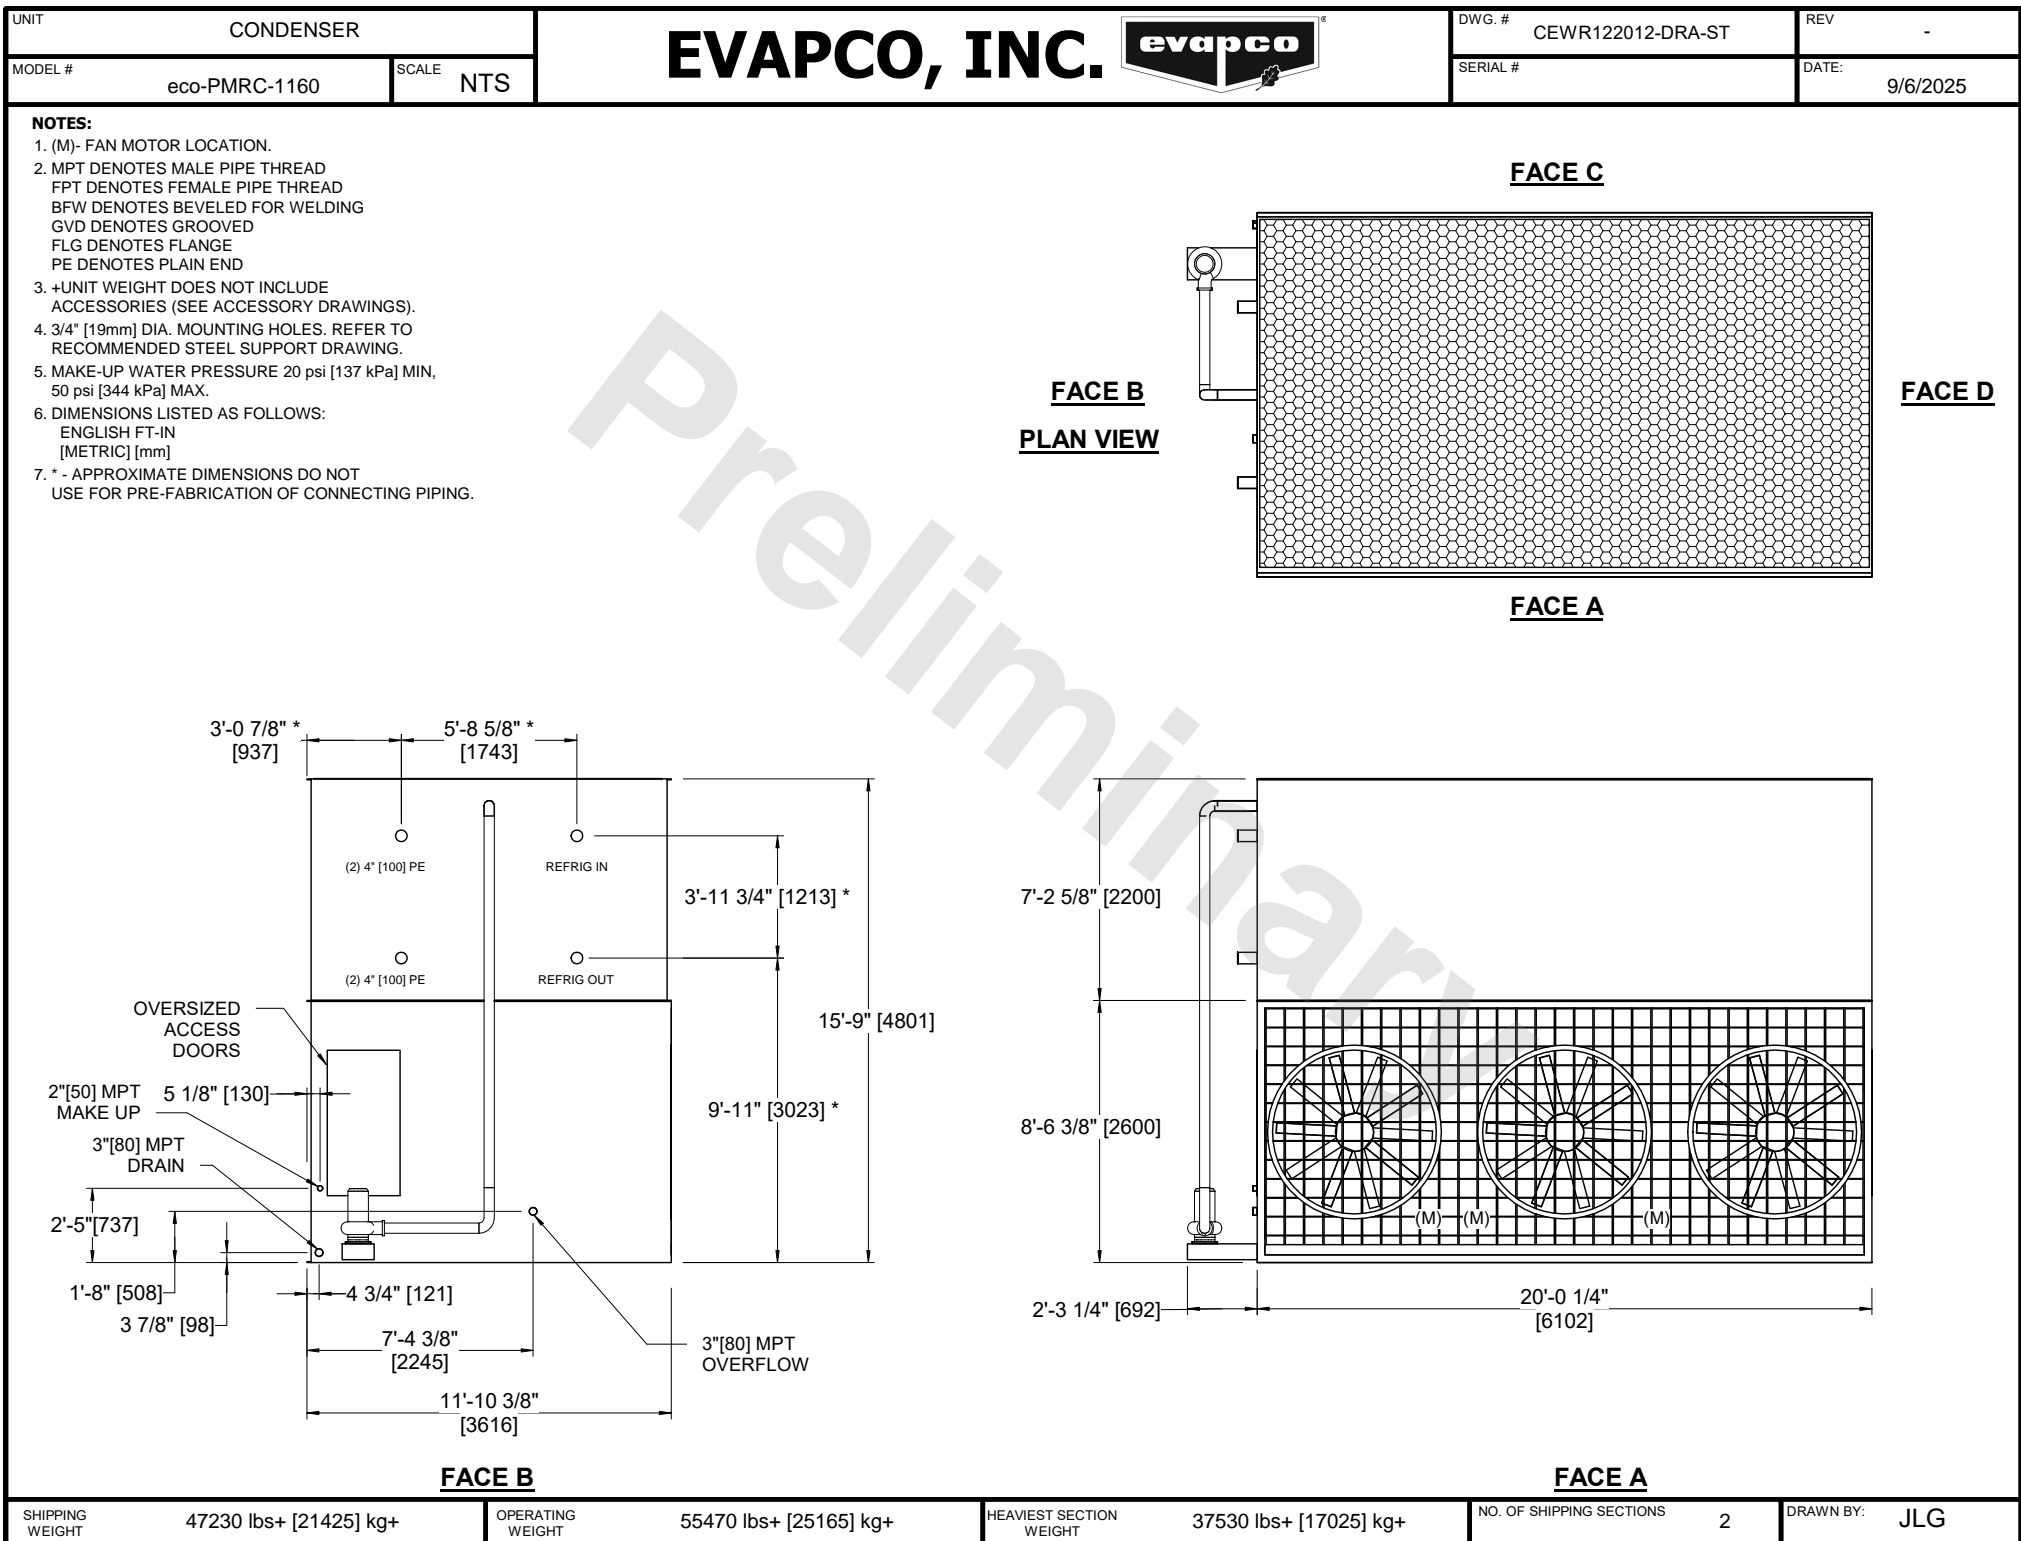 UNIT
CONDENSER
MODEL #
eco-PMRC-1160
SCALE
NTS
EVAPCO, INC.
evapco
®
DWG. #
CEWR122012-DRA-ST
REV
-
SERIAL #
DATE:
9/6/2025
NOTES:
1. (M)- FAN MOTOR LOCATION.
2. MPT DENOTES MALE PIPE THREAD
FPT DENOTES FEMALE PIPE THREAD
BFW DENOTES BEVELED FOR WELDING
GVD DENOTES GROOVED
FLG DENOTES FLANGE
PE DENOTES PLAIN END
3. +UNIT WEIGHT DOES NOT INCLUDE
ACCESSORIES (SEE ACCESSORY DRAWINGS).
4. 3/4" [19mm] DIA. MOUNTING HOLES. REFER TO
RECOMMENDED STEEL SUPPORT DRAWING.
5. MAKE-UP WATER PRESSURE 20 psi [137 kPa] MIN,
50 psi [344 kPa] MAX.
6. DIMENSIONS LISTED AS FOLLOWS:
ENGLISH FT-IN
[METRIC] [mm]
7. * - APPROXIMATE DIMENSIONS DO NOT
USE FOR PRE-FABRICATION OF CONNECTING PIPING.
Preliminary
FACE C
FACE B
PLAN VIEW
FACE D
FACE A
3'-0 7/8" *
[937]
5'-8 5/8" *
[1743]
(2) 4" [100] PE
REFRIG IN
3'-11 3/4" [1213] *
(2) 4" [100] PE
REFRIG OUT
OVERSIZED
ACCESS
DOORS
15'-9" [4801]
2"[50] MPT
MAKE UP
5 1/8" [130]
9'-11" [3023] *
3"[80] MPT
DRAIN
2'-5"[737]
1'-8" [508]
4 3/4" [121]
3 7/8" [98]
7'-4 3/8"
[2245]
3"[80] MPT
OVERFLOW
11'-10 3/8"
[3616]
FACE B
7'-2 5/8" [2200]
8'-6 3/8" [2600]
(M) (M) (M)
2'-3 1/4" [692]
20'-0 1/4"
[6102]
FACE A
SHIPPING
WEIGHT
47230 lbs+ [21425] kg+
OPERATING
WEIGHT
55470 lbs+ [25165] kg+
HEAVIEST SECTION
WEIGHT
37530 lbs+ [17025] kg+
NO. OF SHIPPING SECTIONS
2
DRAWN BY:
JLG